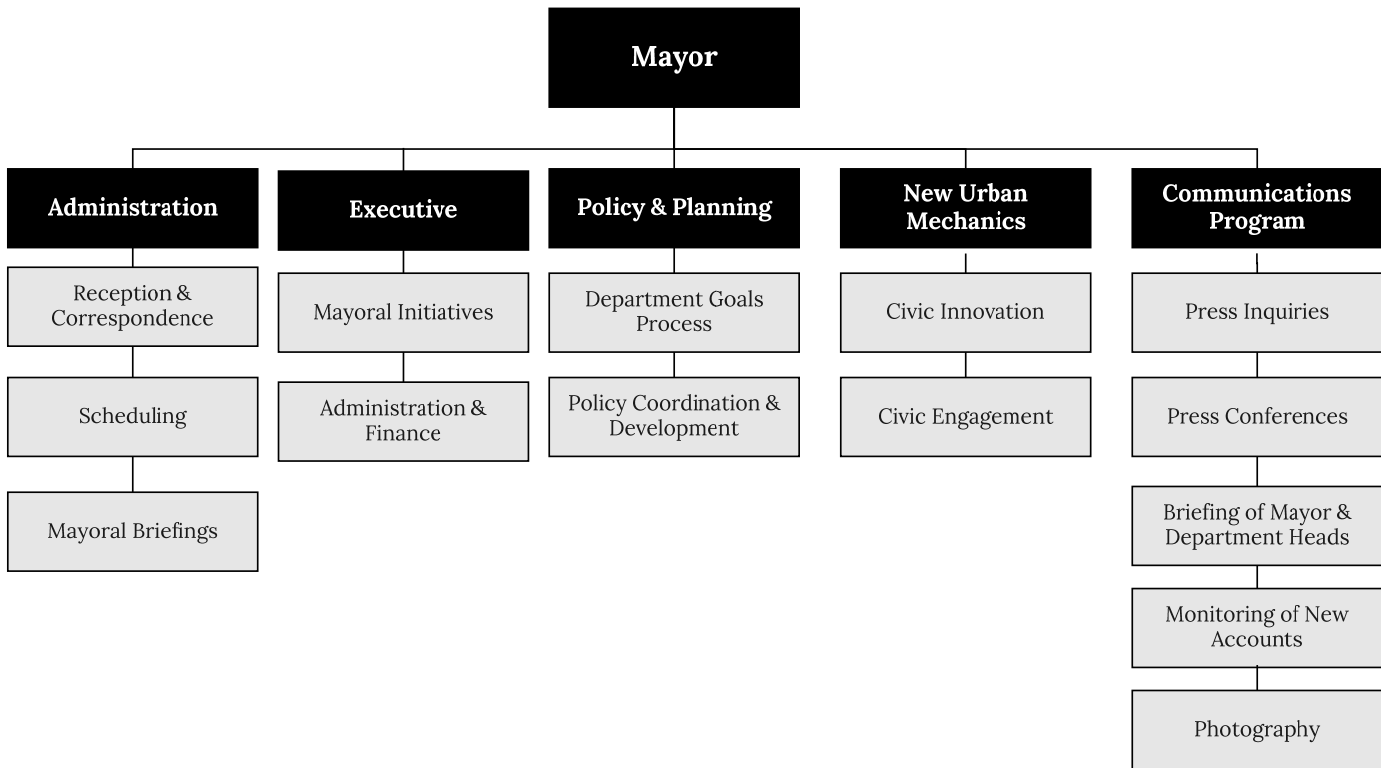 Mayor
Administration
Executive
Policy & Planning
New Urban
Mechanics
Communications
Program
Reception &
Correspondence
Scheduling
Mayoral Briefings
Mayoral Initiatives
Administration &
Finance
Department Goals
Process
Policy Coordination &
Development
Civic Innovation
Civic Engagement
Press Inquiries
Press Conferences
Briefing of Mayor &
Department Heads
Monitoring of New
Accounts
Photography